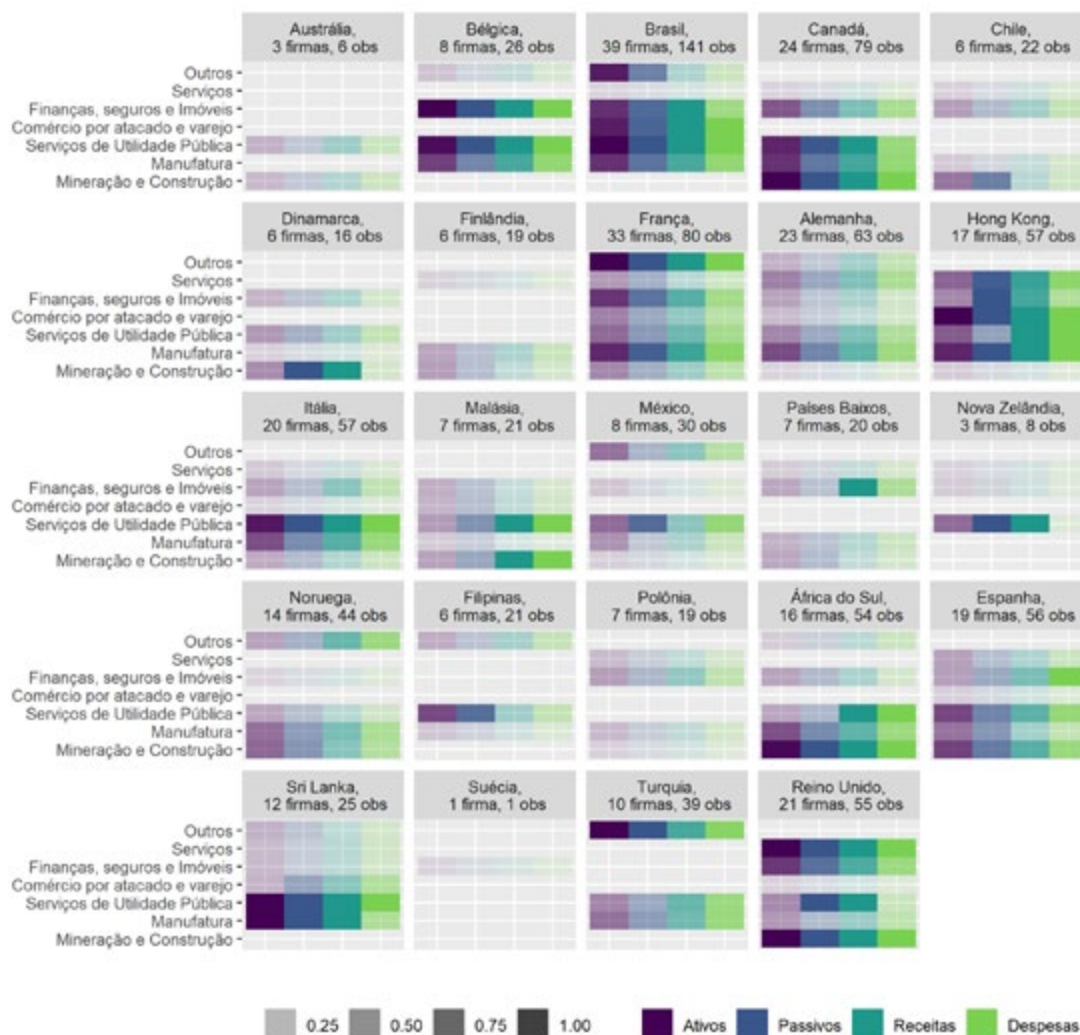 Austrália,
3 firmas, 6 obs
Bélgica,
8 firmas, 26 obs
Brasil,
39 firmas, 141 obs
Canadá,
24 firmas, 79 obs
Chile,
6 firmas, 22 obs
Outros
Serviços
Finanças, seguros e Imóveis
Comércio por atacado e varejo
Serviços de Utilidade Pública
Manufatura
Mineração e Construção
Dinamarca,
6 firmas, 16 obs
Finlândia,
6 firmas, 19 obs
França,
33 firmas, 80 obs
Alemanha,
23 firmas, 63 obs
Hong Kong,
17 firmas, 57 obs
Outros
Serviços
Finanças, seguros e Imóveis
Comércio por atacado e varejo
Serviços de Utilidade Pública
Manufatura
Mineração e Construção
Itália,
20 firmas, 57 obs
Malásia,
7 firmas, 21 obs
México,
8 firmas, 30 obs
Países Baixos,
7 firmas, 20 obs
Nova Zelândia,
3 firmas, 8 obs
Outros
Serviços
Finanças, seguros e Imóveis
Comércio por atacado e varejo
Serviços de Utilidade Pública
Manufatura
Mineração e Construção
Noruega,
14 firmas, 44 obs
Filipinas,
6 firmas, 21 obs
Polônia,
7 firmas, 19 obs
África do Sul,
16 firmas, 54 obs
Espanha,
19 firmas, 56 obs
Outros
Serviços
Finanças, seguros e Imóveis
Comércio por atacado e varejo
Serviços de Utilidade Pública
Manufatura
Mineração e Construção
Sri Lanka,
12 firmas, 25 obs
Suécia,
1 firma, 1 obs
Turquia,
10 firmas, 39 obs
Reino Unido,
21 firmas, 55 obs
Outros
Serviços
Finanças, seguros e Imóveis
Comércio por atacado e varejo
Serviços de Utilidade Pública
Manufatura
Mineração e Construção
0.25 0.50 0.75 1.00 Ativos Passivos Receitas Despesas